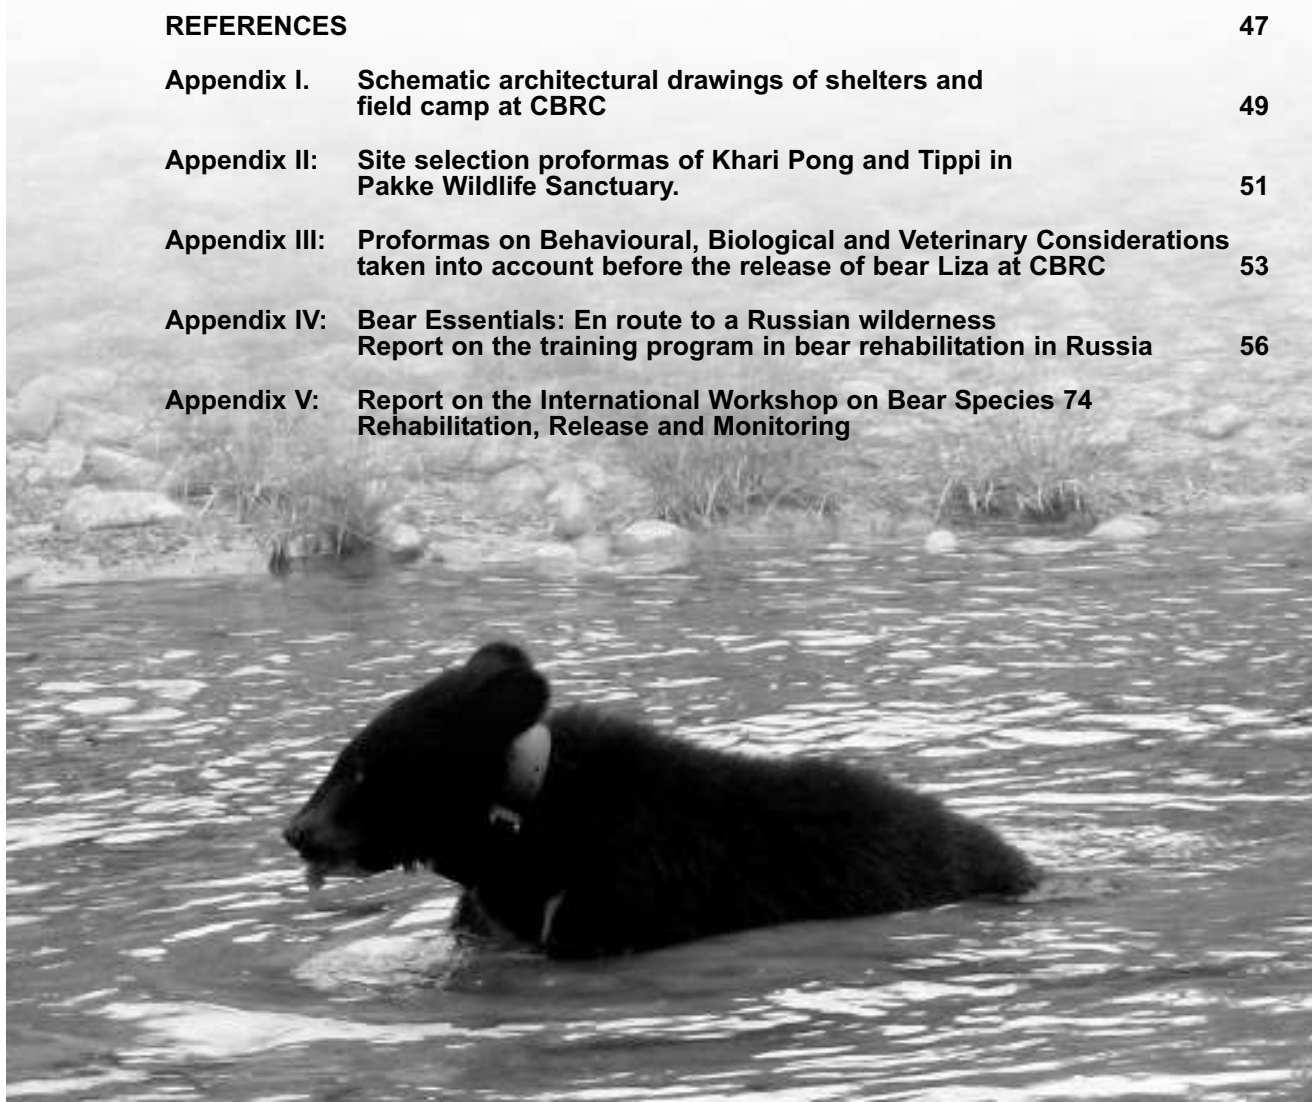 REFERENCES 47
Appendix I. Schematic architectural drawings of shelters and
field camp at CBRC 49
Appendix II: Site selection proformas of Khari Pong and Tippi in
Pakke Wildlife Sanctuary. 51
Appendix III: Proformas on Behavioural, Biological and Veterinary Considerations
taken into account before the release of bear Liza at CBRC 53
Appendix IV: Bear Essentials: En route to a Russian wilderness
Report on the training program in bear rehabilitation in Russia 56
Appendix V: Report on the International Workshop on Bear Species 74
Rehabilitation, Release and Monitoring